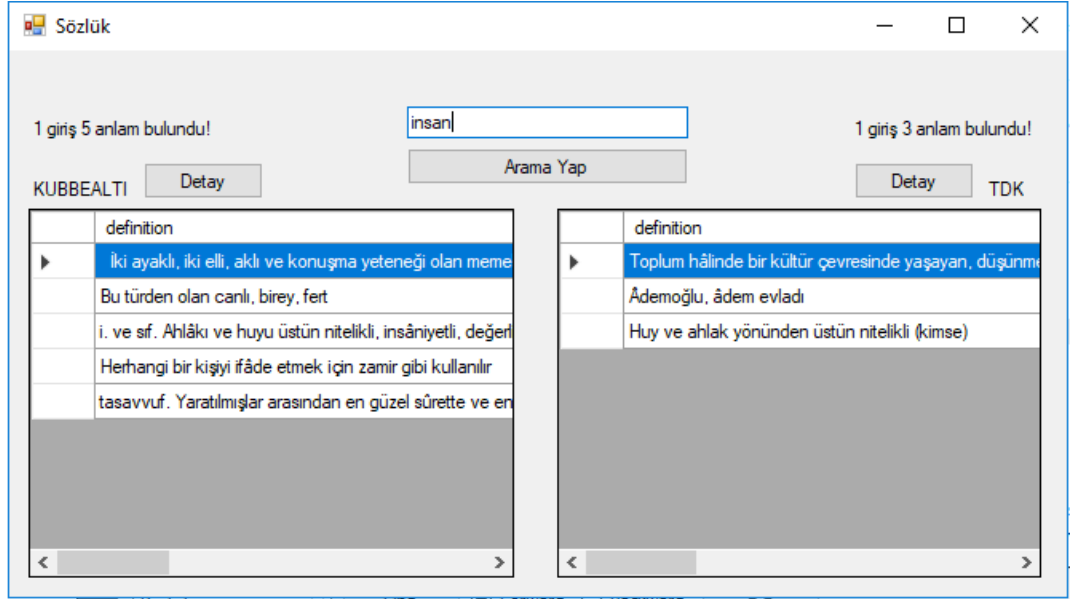 Sözlük
1 giriş 5 anlam bulundu!
insan
1 giriş 3 anlam bulundu!
Arama Yap
KUBBEALTI
Detay
Detay
TDK
definition
İki ayaklı, iki elli, aklı ve konuşma yeteneği olan meme
Bu türden olan canlı, birey, fert
i. ve sıf. Ahlâkı ve huyu üstün nitelikli, insâniyetli, değerl
Herhangi bir kişiyi ifâde etmek için zamir gibi kullanılır
tasavvuf. Yaratılmışlar arasından en güzel sûrette ve en
definition
Toplum hâlinde bir kültür çevresinde yaşayan, düşünme
Âdemoğlu, âdem evladı
Huy ve ahlak yönünden üstün nitelikli (kimse)